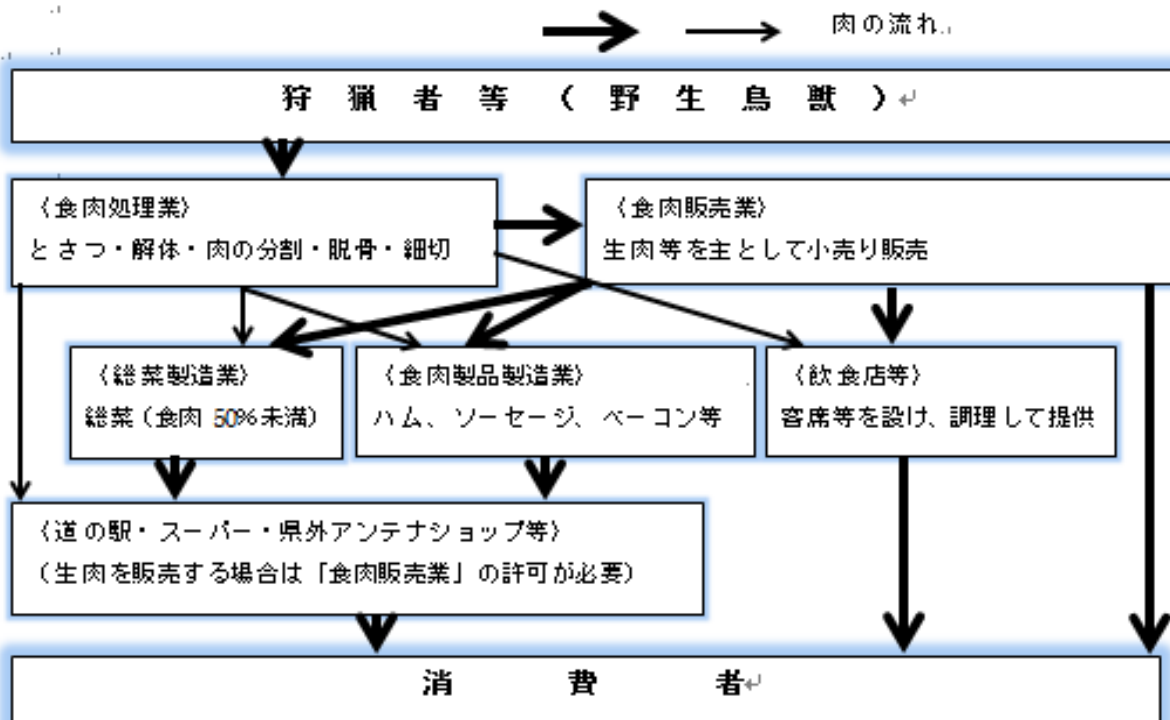 肉の流れ
狩猟者等(野生鳥獣)
〈食肉処理業〉
とさつ・解体・肉の分割・脱骨・細切
〈食肉販売業〉
生肉等を主として小売り販売
〈総菜製造業〉
総菜(食肉 50%未満)
〈食肉製品製造業〉
ハム、ソーセージ、ベーコン等
〈飲食店等〉
客席等を設け、調理して提供
〈道の駅・スーパー・県外アンテナショップ等〉
(生肉を販売する場合は「食肉販売業」の許可が必要)
消費者